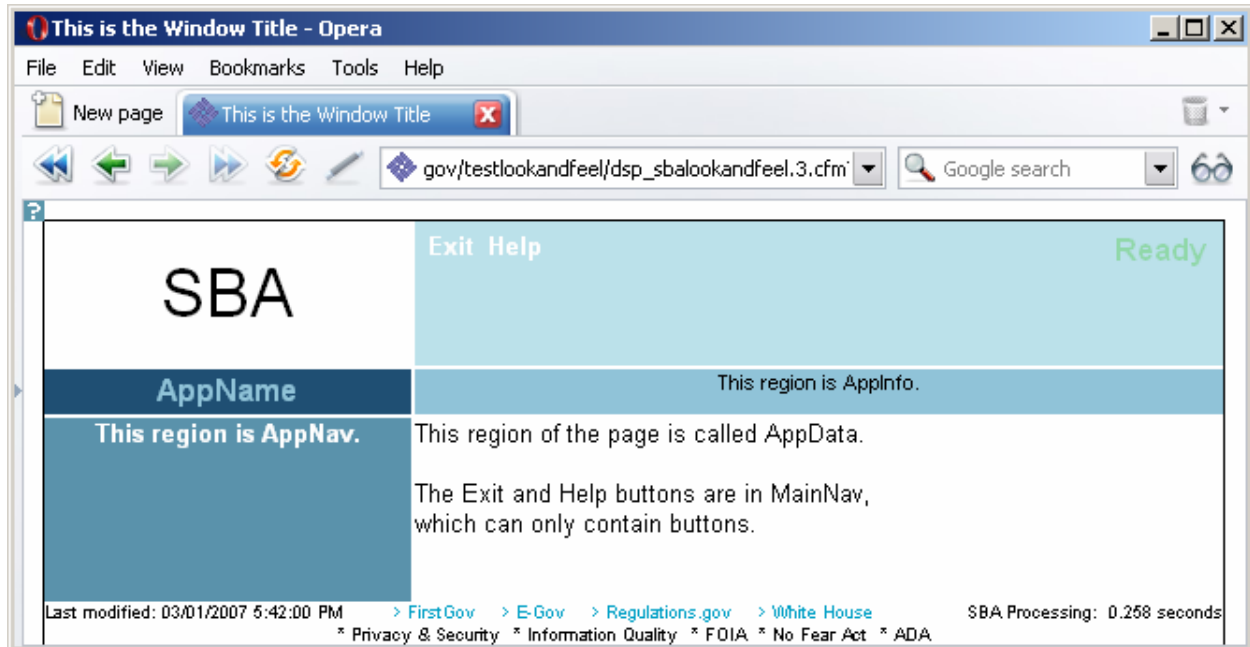 This is the Window Title - Opera
File Edit View Bookmarks Tools Help
New page This is the Window Title
gov/testlookandfeel/dsp_sbalookandfeel.3.cfm Google search
?
Exit Help Ready
SBA
AppName This region is AppInfo.
This region is AppNav. This region of the page is called AppData.
The Exit and Help buttons are in MainNav,
which can only contain buttons.
Last modified: 03/01/2007 5:42:00 PM > FirstGov > E-Gov > Regulations.gov > White House SBA Processing: 0.258 seconds
* Privacy & Security * Information Quality * FOIA * No Fear Act * ADA